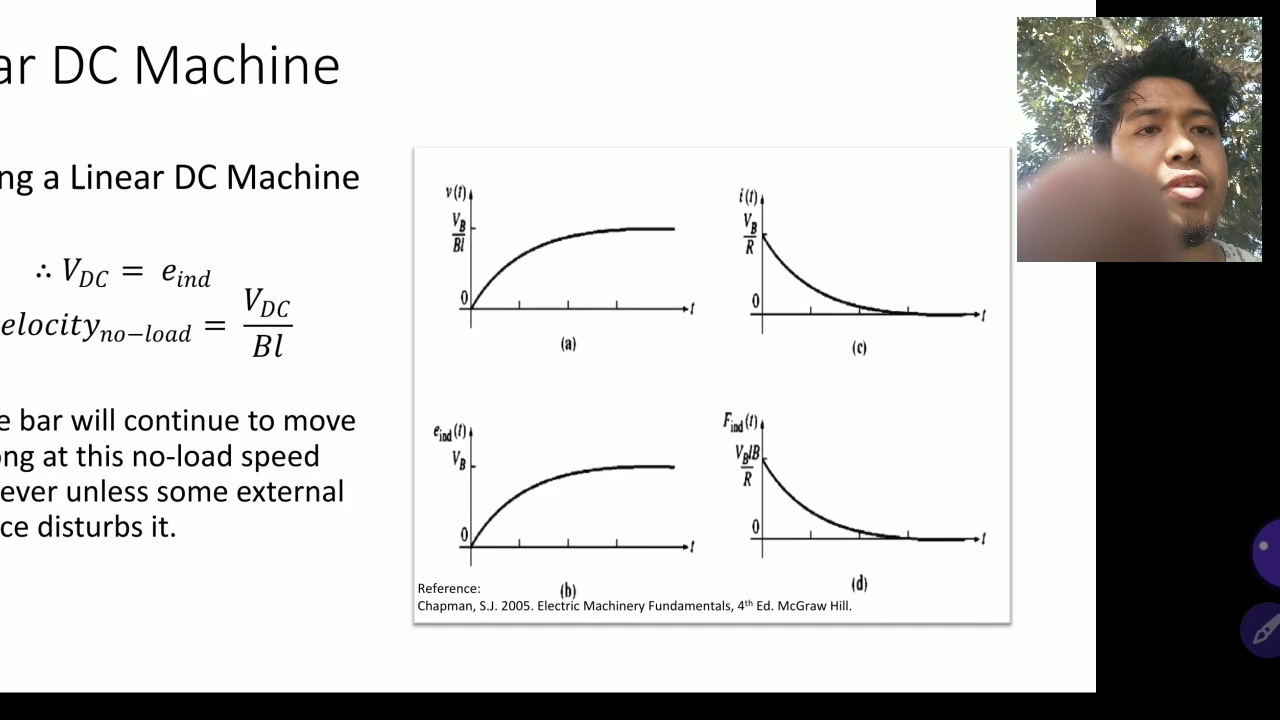 ar DC Machine
ng a Linear DC Machine
∴ V_DC = e_ind
elocity_no−load = V_DC / Bl
e bar will continue to move
ong at this no-load speed
ever unless some external
ce disturbs it.
v(t)
V_B / Bl
0
t
(a)
i(t)
V_B / R
0
t
(c)
e_ind(t)
V_B
0
t
(b)
F_ind(t)
V_B lB / R
0
t
(d)
Reference:
Chapman, S.J. 2005. Electric Machinery Fundamentals, 4th Ed. McGraw Hill.